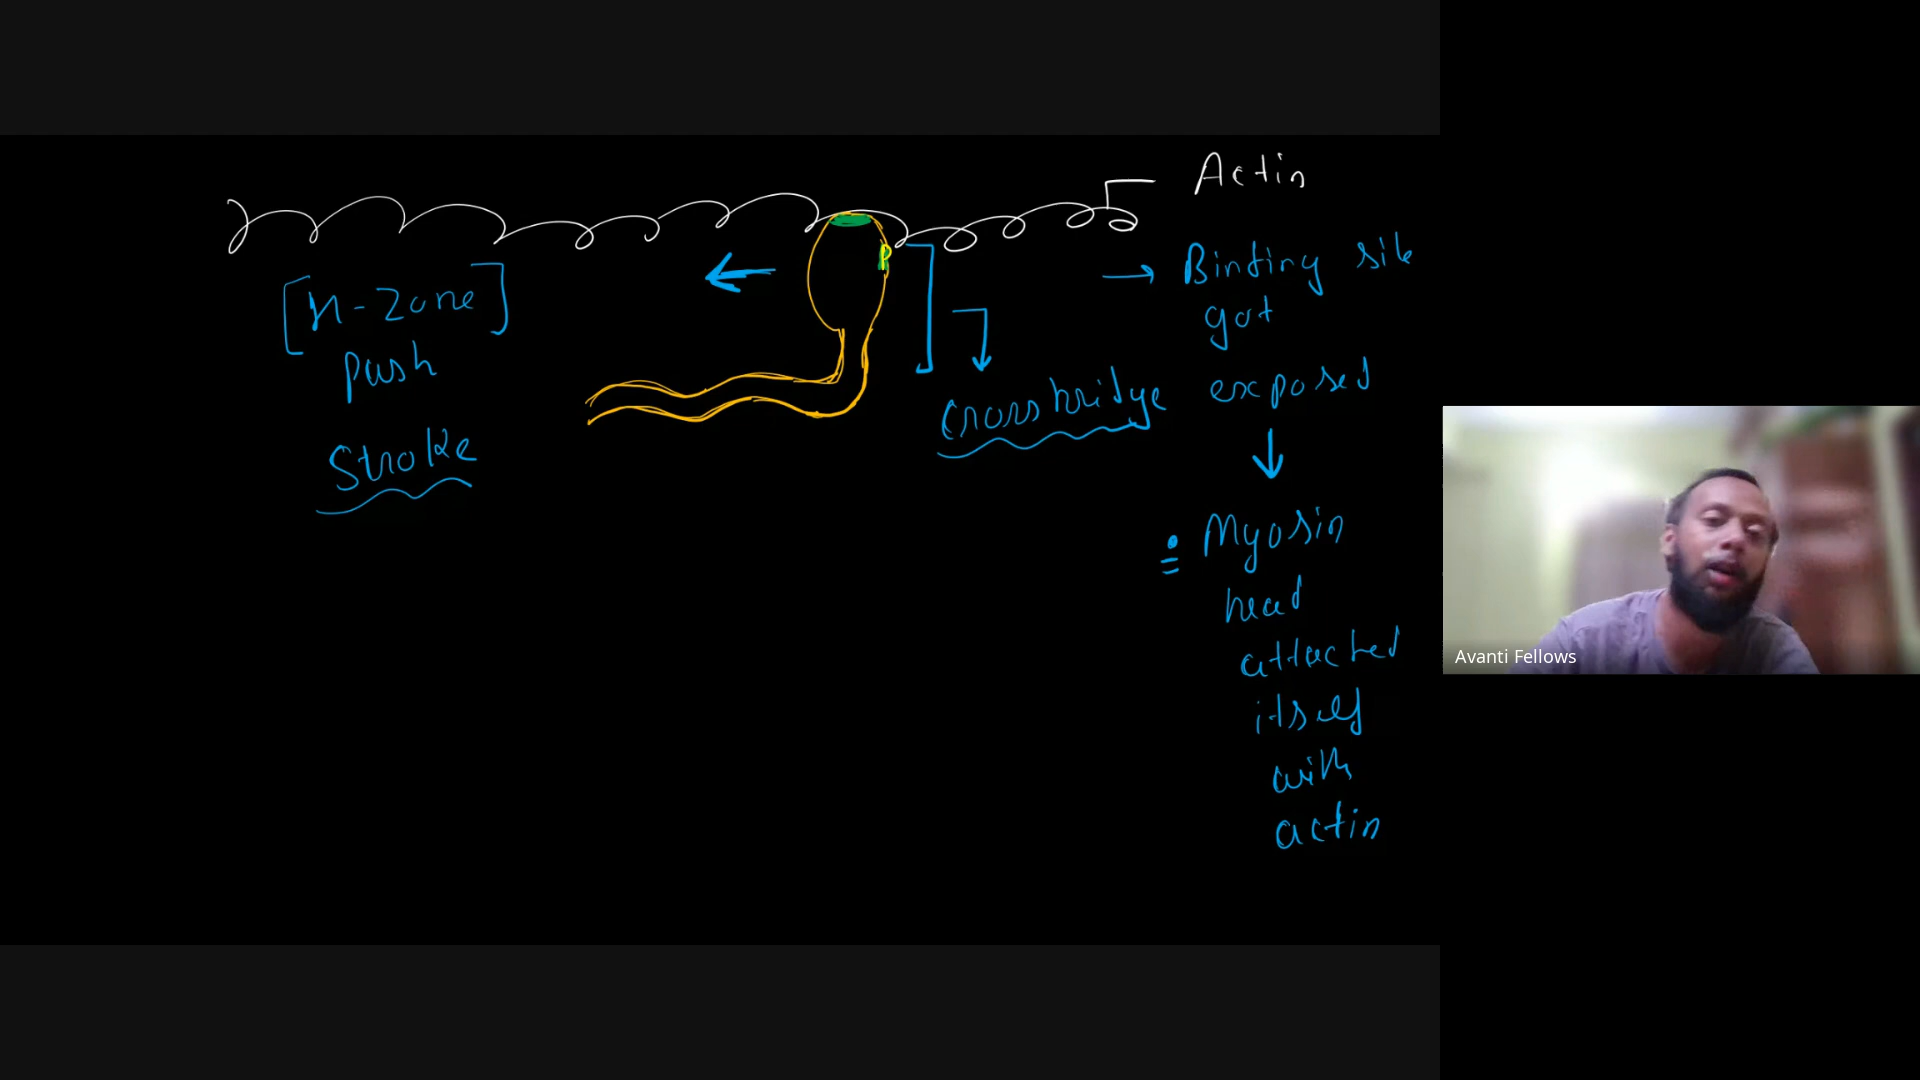 Actin
→ Binding site
got
exposed
↓
Myosin
head
attached
itself
with
actin
[H-Zone]
push
Stroke
P
Crossbridge
Avanti Fellows